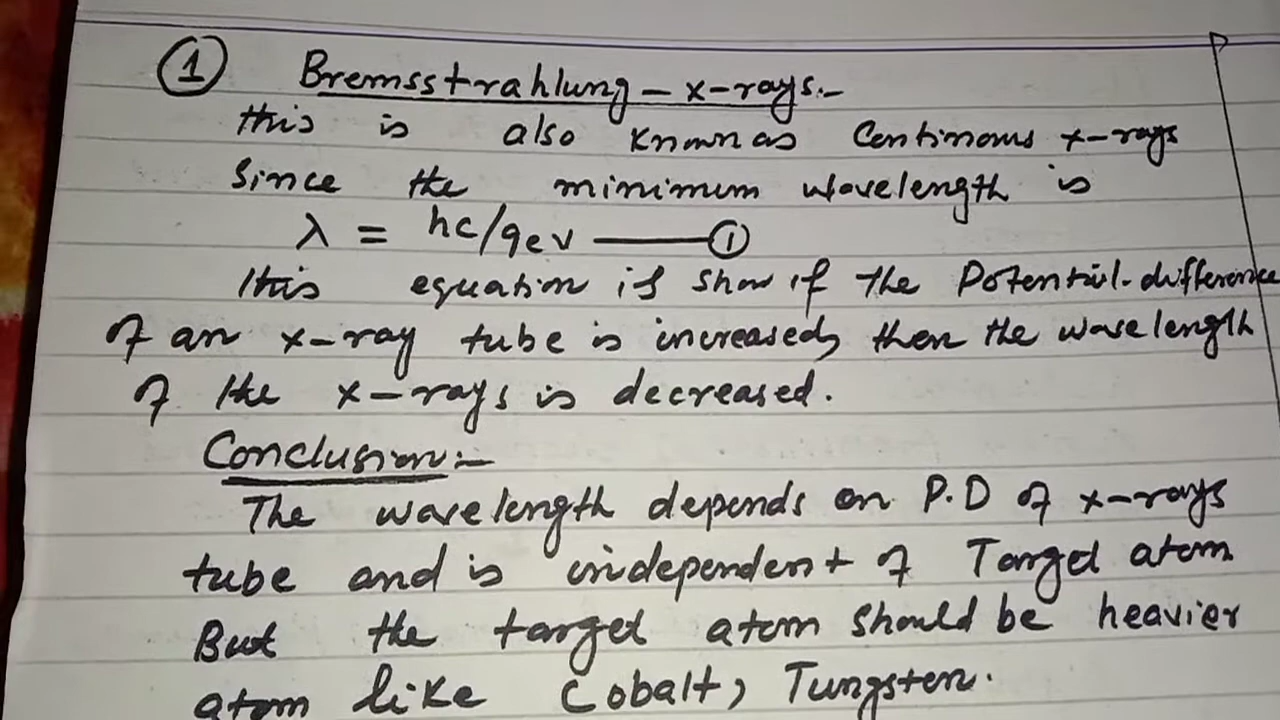 ① Bremsstrahlung - x-rays:-
this is also known as Continous x-rays
Since the minimum wavelength is
λ = hc/qev ——— ①
This equation is show if the Potential-difference
of an x-ray tube is increased, then the wavelength
of the x-rays is decreased.
Conclusion:-
The wavelength depends on P.D of x-rays
tube and is independent of Target atom
But the target atom should be heavier
atom like Cobalt, Tungsten.